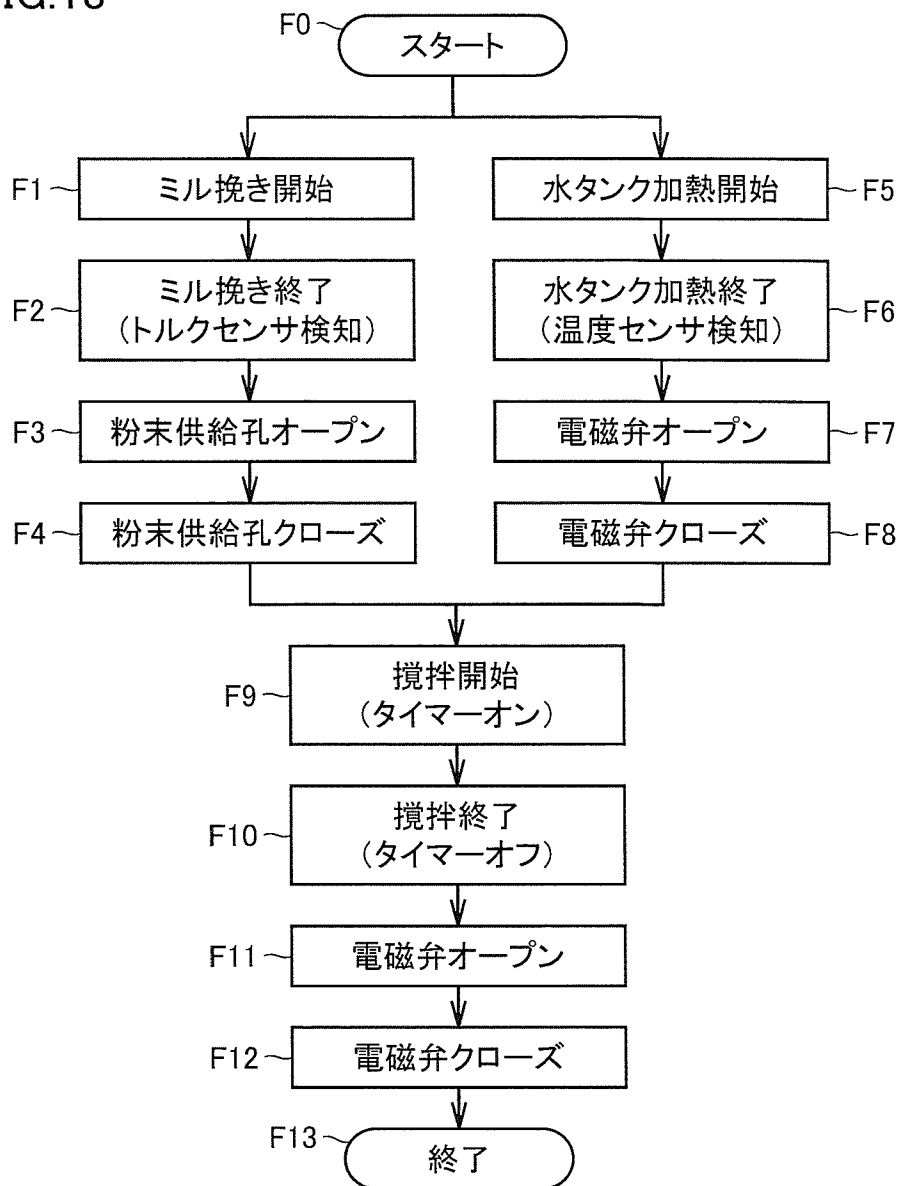 F0
スタート
F1
ミル挽き開始
水タンク加熱開始
F5
F2
ミル挽き終了
(トルクセンサ検知)
水タンク加熱終了
(温度センサ検知)
F6
F3
粉末供給孔オープン
電磁弁オープン
F7
F4
粉末供給孔クローズ
電磁弁クローズ
F8
F9
撹拌開始
(タイマーオン)
F10
撹拌終了
(タイマーオフ)
F11
電磁弁オープン
F12
電磁弁クローズ
F13
終了